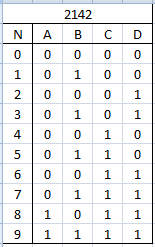 2142
N A B C D
0 0 0 0 0
1 0 1 0 0
2 0 0 0 1
3 0 1 0 1
4 0 0 1 0
5 0 1 1 0
6 0 0 1 1
7 0 1 1 1
8 1 0 1 1
9 1 1 1 1